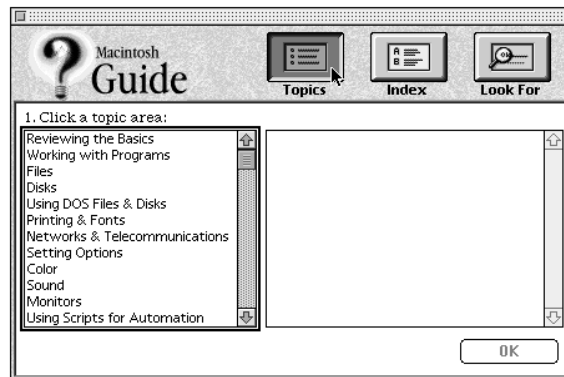 Macintosh
Guide
Topics
Index
Look For
1. Click a topic area:
Reviewing the Basics
Working with Programs
Files
Disks
Using DOS Files & Disks
Printing & Fonts
Networks & Telecommunications
Setting Options
Color
Sound
Monitors
Using Scripts for Automation
OK